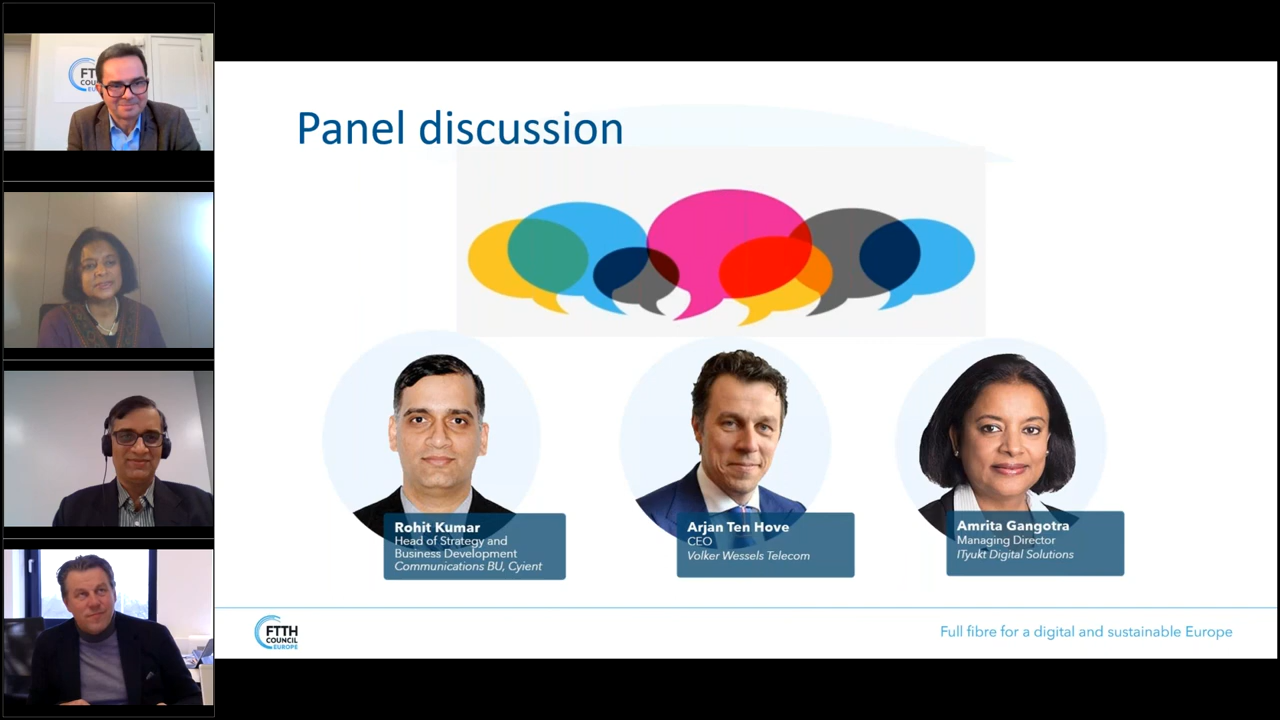 Panel discussion
Rohit Kumar
Head of Strategy and
Business Development
Communications BU, Cyient
Arjan Ten Hove
CEO
Volker Wessels Telecom
Amrita Gangotra
Managing Director
ITyukt Digital Solutions
FTTH
COUNCIL
EUROPE
Full fibre for a digital and sustainable Europe